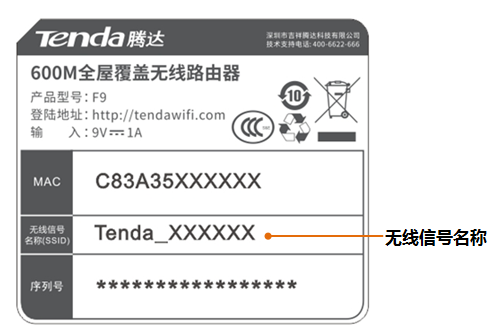 Tenda腾达
深圳市吉祥腾达科技有限公司
技术支持电话: 400-6622-666
600M全屋覆盖无线路由器
产品型号: F9
登陆地址: http://tendawifi.com
输 入: 9V⎓1A
10
CCC
MAC
C83A35XXXXXX
无线信号
名称(SSID)
Tenda_XXXXXX
无线信号名称
序列号
******************